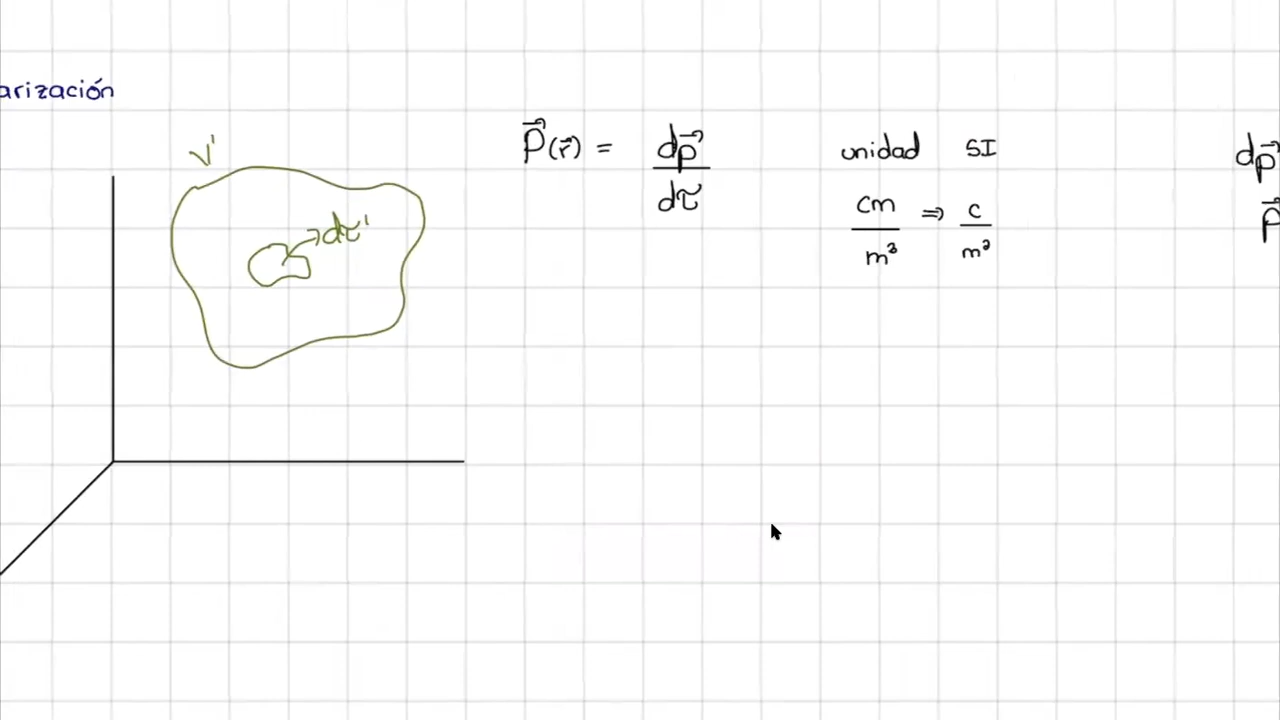 arización
V'
dτ'
P⃗(r⃗) = dp⃗/dτ
unidad SI
cm/m³ ⇒ c/m²
dp⃗
P⃗